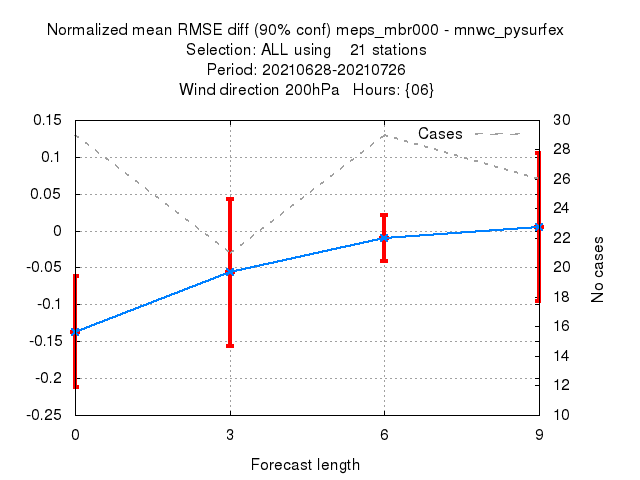 Normalized mean RMSE diff (90% conf) meps_mbr000 - mnwc_pysurfex
Selection: ALL using    21 stations
Period: 20210628-20210726
Wind direction 200hPa   Hours: {06}
Cases
0.15
0.1
0.05
0
-0.05
-0.1
-0.15
-0.2
-0.25
30
28
26
24
22
20
18
16
14
12
10
No cases
0 3 6 9
Forecast length